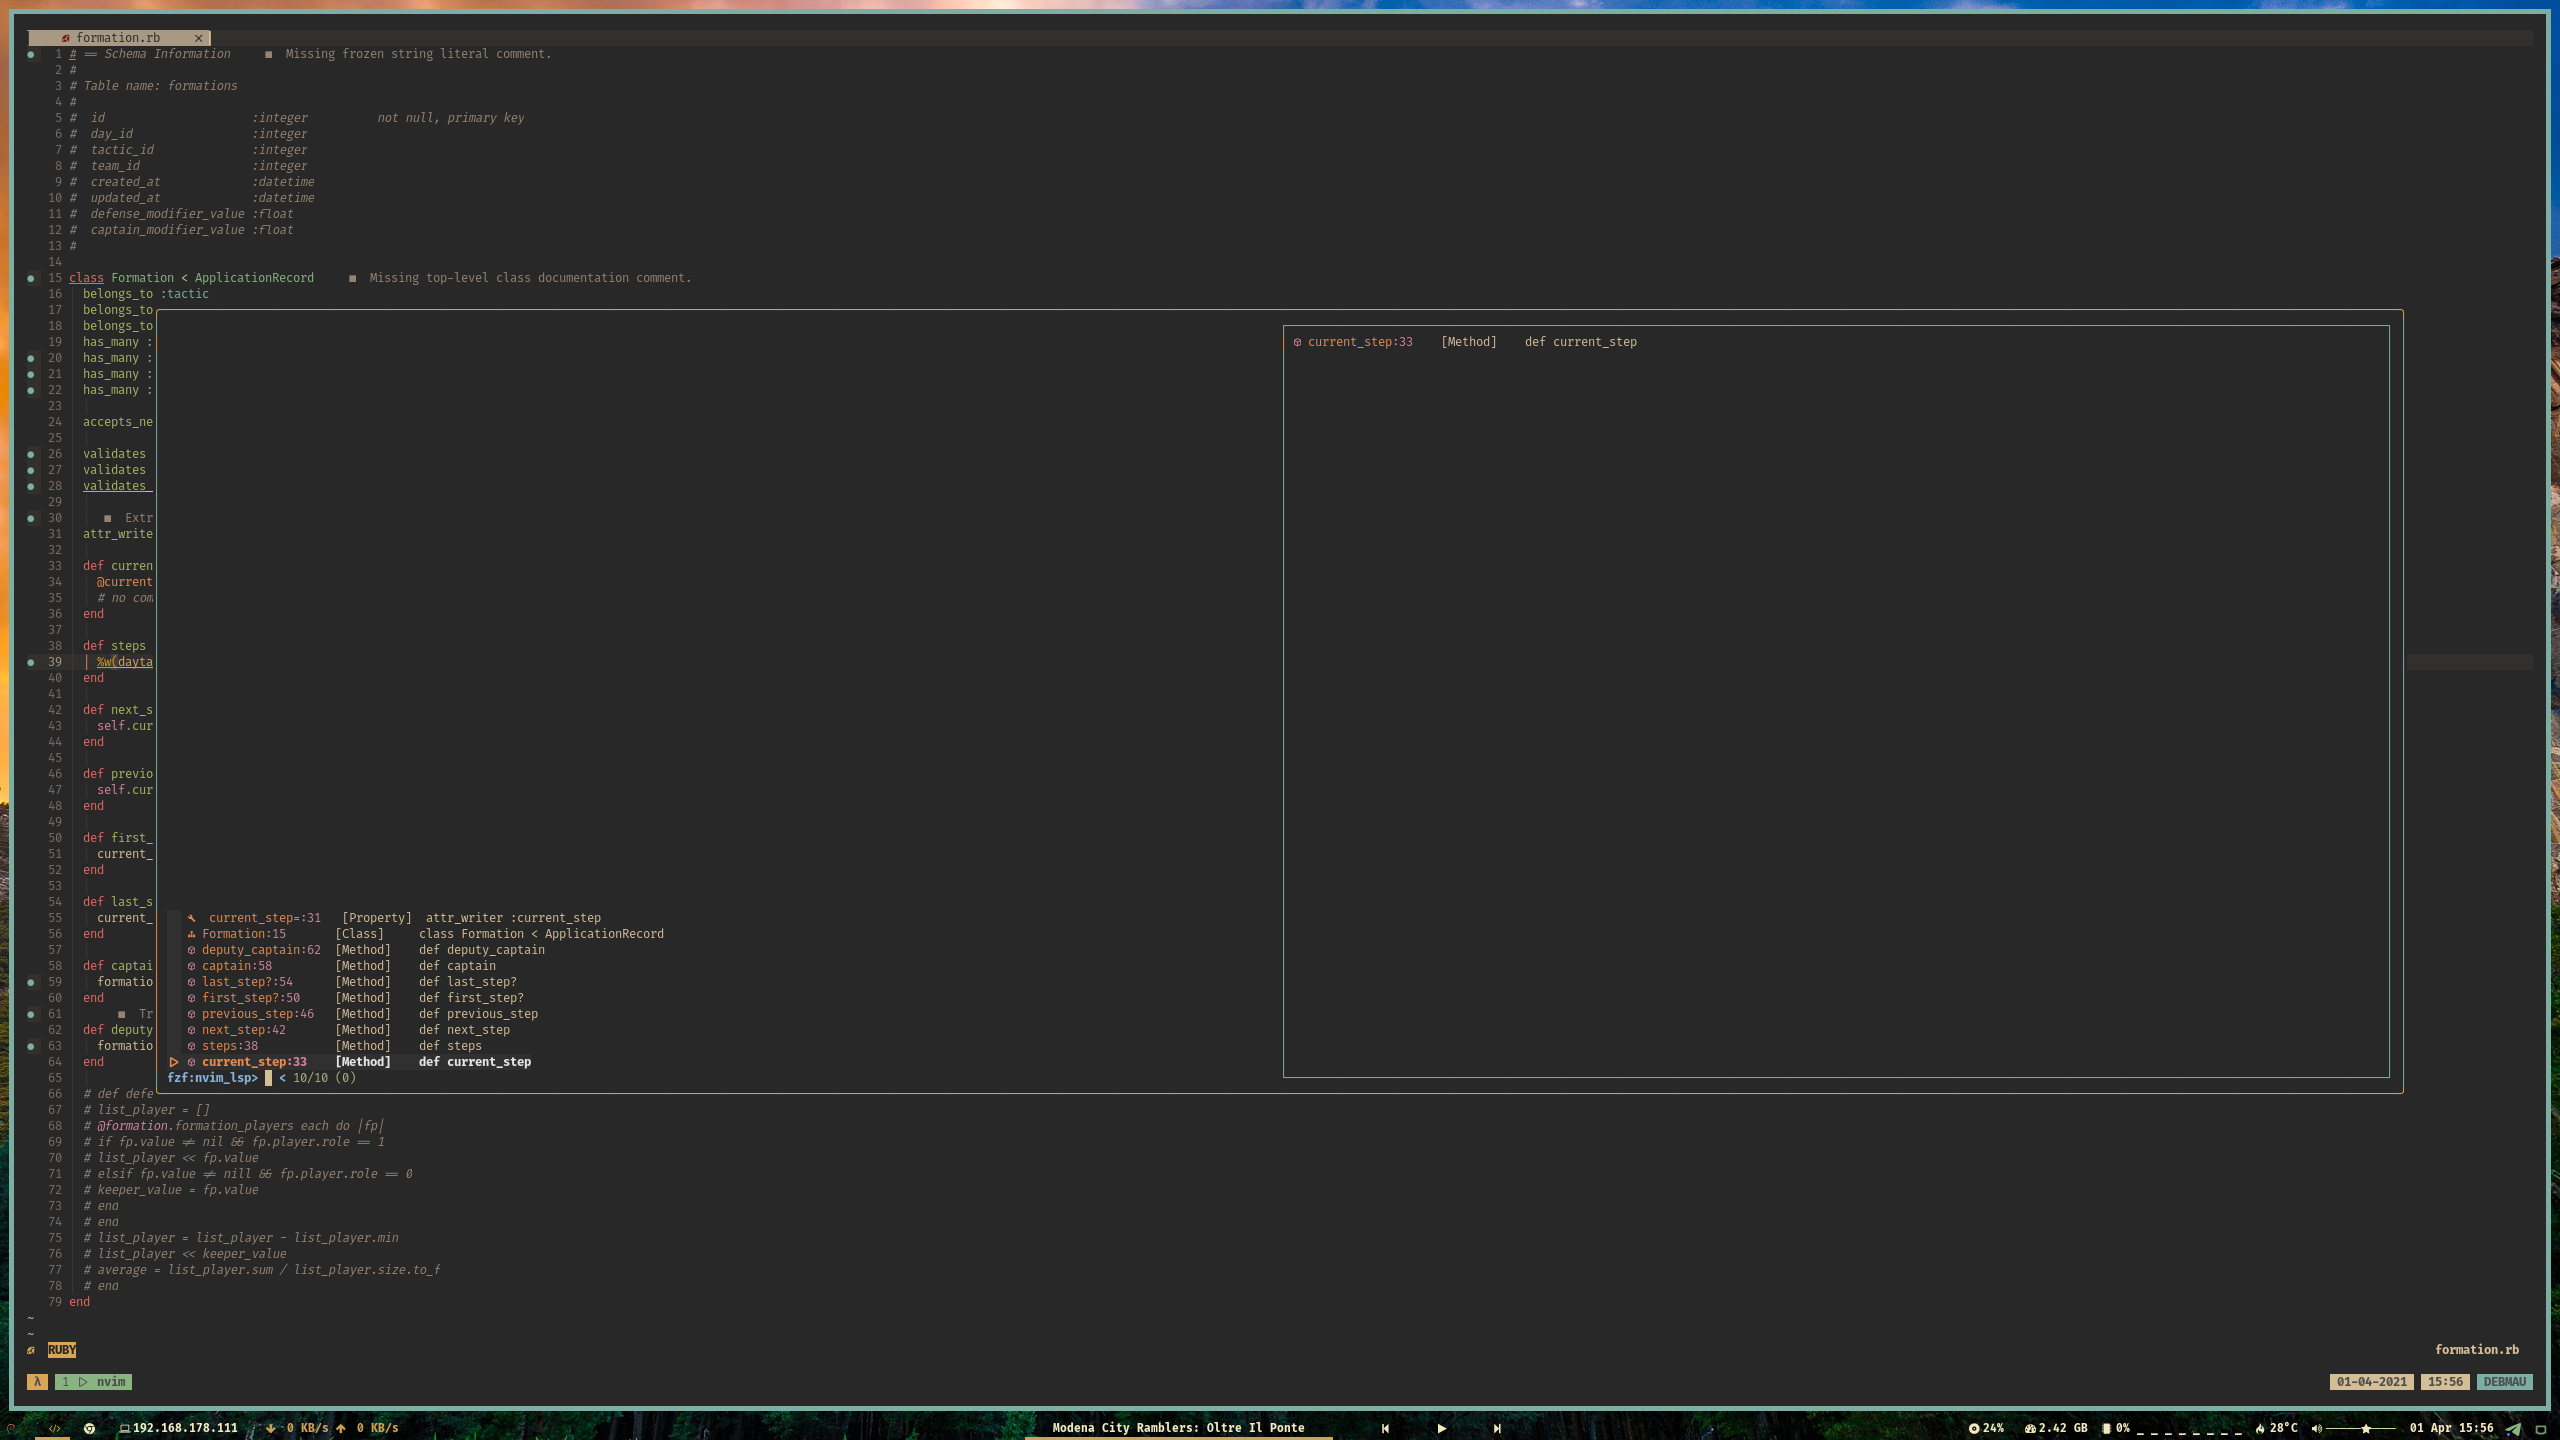 formation.rb ✕
1 # == Schema Information ■ Missing frozen string literal comment.
2 #
3 # Table name: formations
4 #
5 # id :integer not null, primary key
6 # day_id :integer
7 # tactic_id :integer
8 # team_id :integer
9 # created_at :datetime
10 # updated_at :datetime
11 # defense_modifier_value :float
12 # captain_modifier_value :float
13 #
14
15 class Formation < ApplicationRecord ■ Missing top-level class documentation comment.
16 belongs_to :tactic
17 belongs_to
18 belongs_to
19 has_many :
20 has_many :
21 has_many :
22 has_many :
23
24 accepts_ne
25
26 validates
27 validates
28 validates_
29
30 ■ Extr
31 attr_write
32
33 def curren
34 @current
35 # no com
36 end
37
38 def steps
39 %w(dayta
40 end
41
42 def next_s
43 self.cur
44 end
45
46 def previo
47 self.cur
48 end
49
50 def first_
51 current_
52 end
53
54 def last_s
55 current_
56 end
57
58 def captai
59 formatio
60 end
61 ■ Tr
62 def deputy
63 formatio
64 end
65
66 # def defe
67 # list_player = []
68 # @formation.formation_players each do |fp|
69 # if fp.value != nil && fp.player.role == 1
70 # list_player << fp.value
71 # elsif fp.value != nill && fp.player.role == 0
72 # keeper_value = fp.value
73 # end
74 # end
75 # list_player = list_player - list_player.min
76 # list_player << keeper_value
77 # average = list_player.sum / list_player.size.to_f
78 # end
79 end
~
~
current_step=:31 [Property] attr_writer :current_step
Formation:15 [Class] class Formation < ApplicationRecord
deputy_captain:62 [Method] def deputy_captain
captain:58 [Method] def captain
last_step?:54 [Method] def last_step?
first_step?:50 [Method] def first_step?
previous_step:46 [Method] def previous_step
next_step:42 [Method] def next_step
steps:38 [Method] def steps
current_step:33 [Method] def current_step
fzf:nvim_lsp> < 10/10 (0)
current_step:33 [Method] def current_step
RUBY formation.rb
λ 1 ▷ nvim 01-04-2021 15:56 DEBMAU
</> 192.168.178.111 0 KB/s 0 KB/s Modena City Ramblers: Oltre Il Ponte 24% 2.42 GB 0% 28°C 01 Apr 15:56